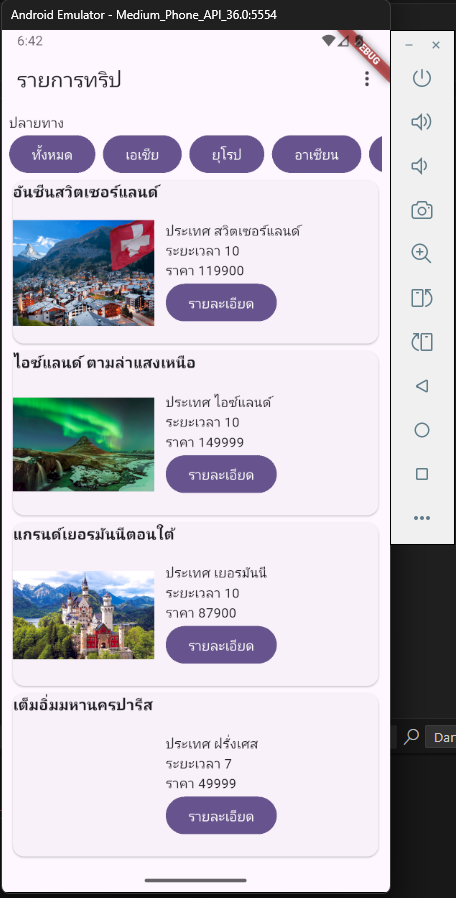 Android Emulator - Medium_Phone_API_36.0:5554
6:42
รายการทริป
ปลายทาง
ทั้งหมด เอเชีย ยุโรป อาเซียน
อันซีนสวิตเซอร์แลนด์
ประเทศ สวิตเซอร์แลนด์
ระยะเวลา 10
ราคา 119900
รายละเอียด
ไอซ์แลนด์ ตามล่าแสงเหนือ
ประเทศ ไอซ์แลนด์
ระยะเวลา 10
ราคา 149999
รายละเอียด
แกรนด์เยอรมันนีตอนใต้
ประเทศ เยอรมันนี
ระยะเวลา 10
ราคา 87900
รายละเอียด
เต็มอิ่มมหานครปารีส
ประเทศ ฝรั่งเศส
ระยะเวลา 7
ราคา 49999
รายละเอียด